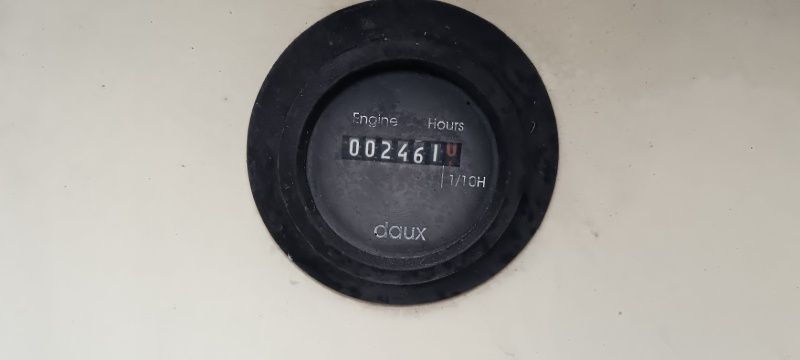 Engine Hours
002461
1/10H
daux